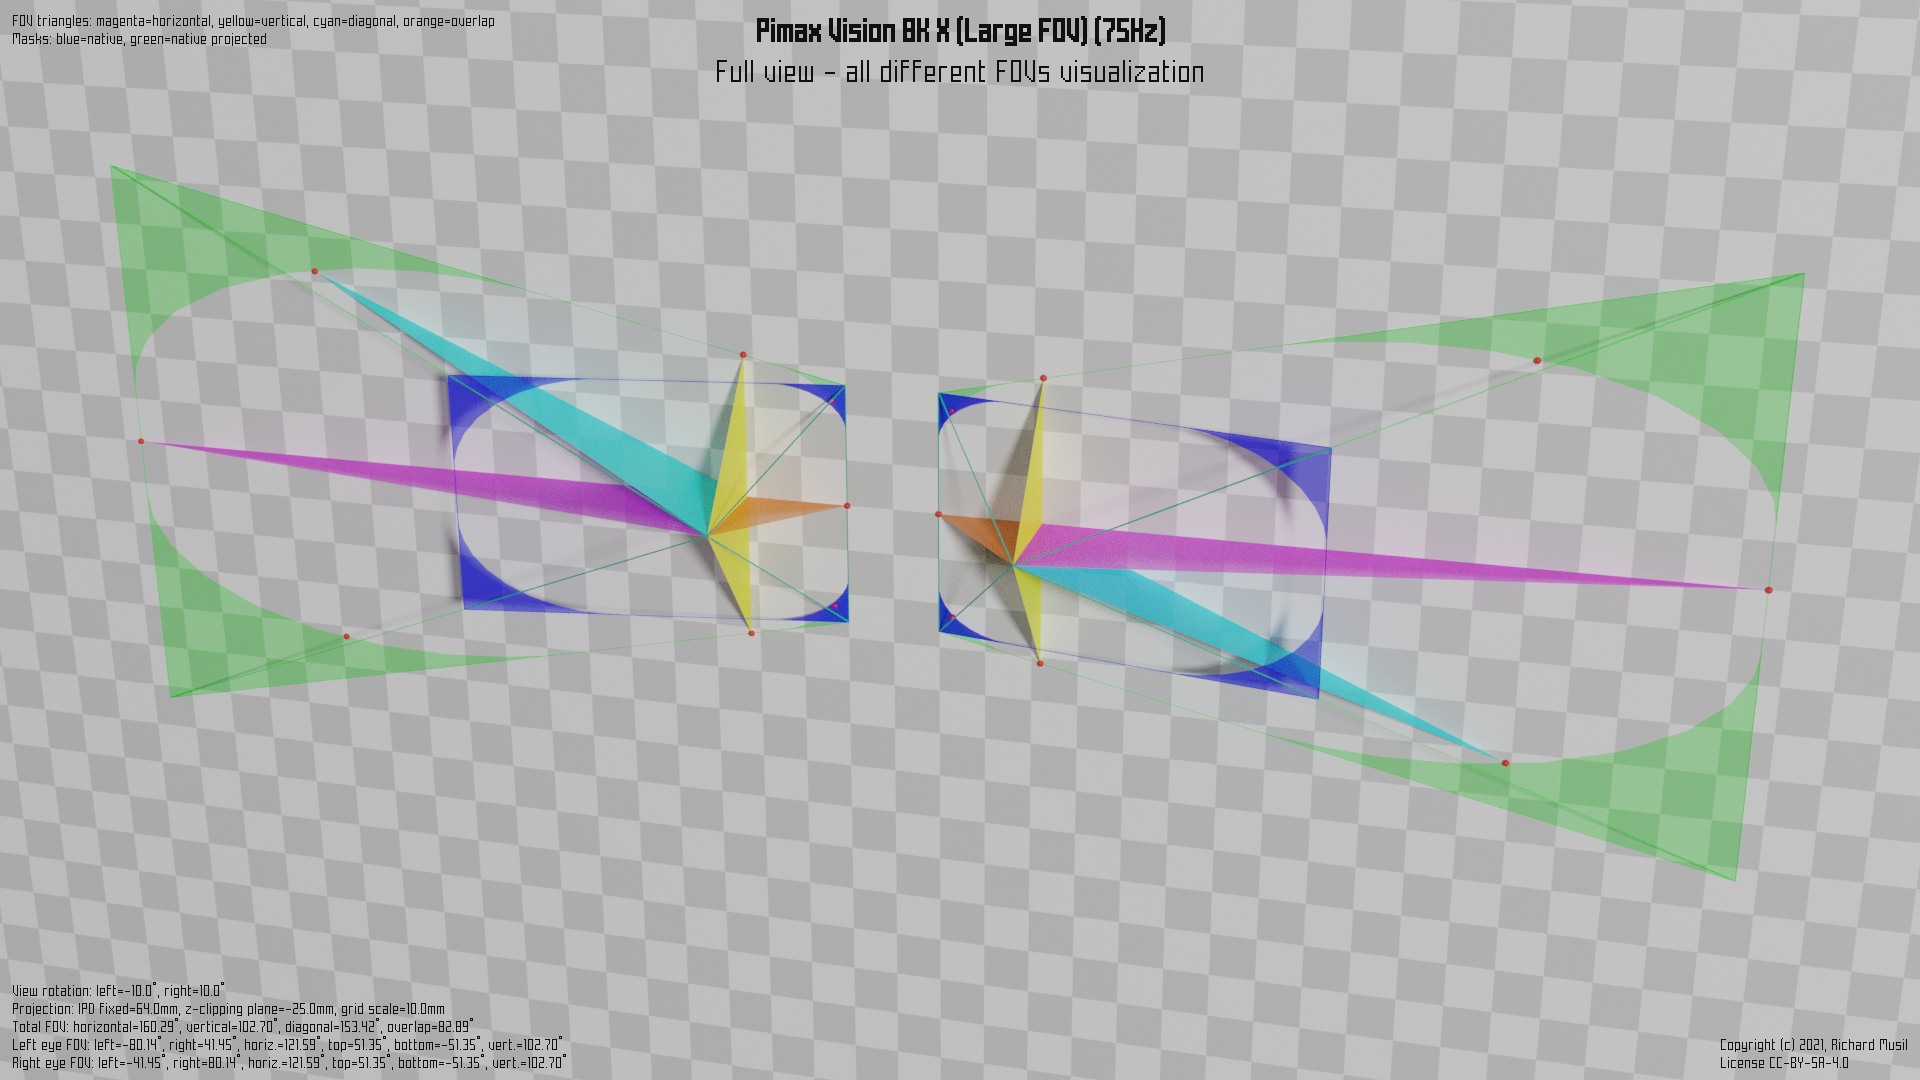 FOV triangles: magenta=horizontal, yellow=vertical, cyan=diagonal, orange=overlap
Masks: blue=native, green=native projected
Pimax Vision 8K X (Large FOV) (75Hz)
Full view - all different FOVs visualization
View rotation: left=-10.0°, right=10.0°
Projection: IPD fixed=64.0mm, z-clipping plane=-25.0mm, grid scale=10.0mm
Total FOV: horizontal=160.29°, vertical=102.70°, diagonal=153.42°, overlap=82.89°
Left eye FOV: left=-80.14°, right=41.45°, horiz.=121.59°, top=51.35°, bottom=-51.35°, vert.=102.70°
Right eye FOV: left=-41.45°, right=80.14°, horiz.=121.59°, top=51.35°, bottom=-51.35°, vert.=102.70°
Copyright (c) 2021, Richard Musil
License CC-BY-SA-4.0